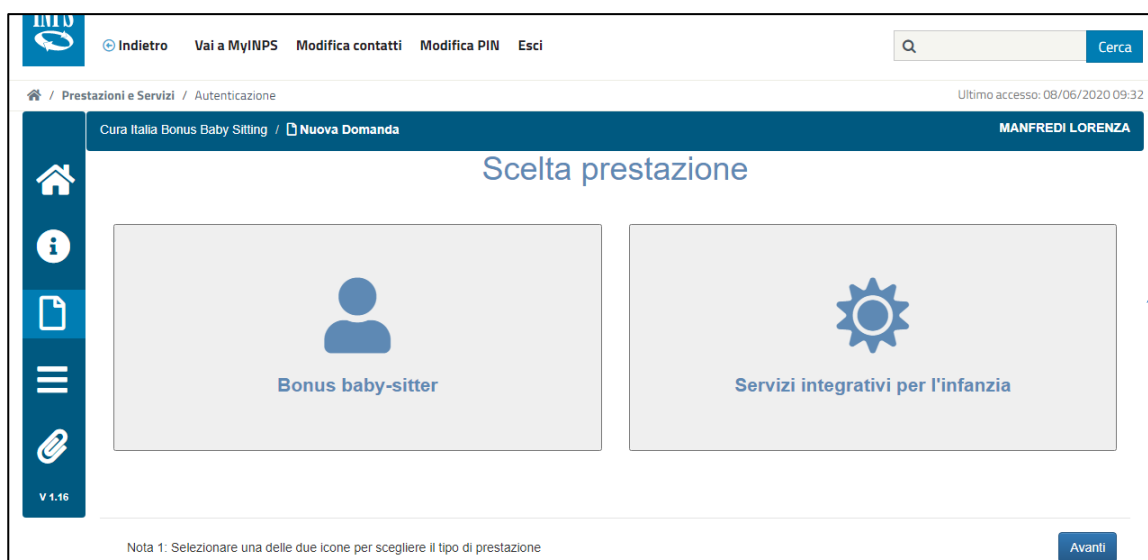 INPS
Indietro Vai a MyINPS Modifica contatti Modifica PIN Esci Cerca
/ Prestazioni e Servizi / Autenticazione Ultimo accesso: 08/06/2020 09:32
Cura Italia Bonus Baby Sitting / Nuova Domanda MANFREDI LORENZA
Scelta prestazione
Bonus baby-sitter Servizi integrativi per l'infanzia
V 1.16
Nota 1: Selezionare una delle due icone per scegliere il tipo di prestazione Avanti